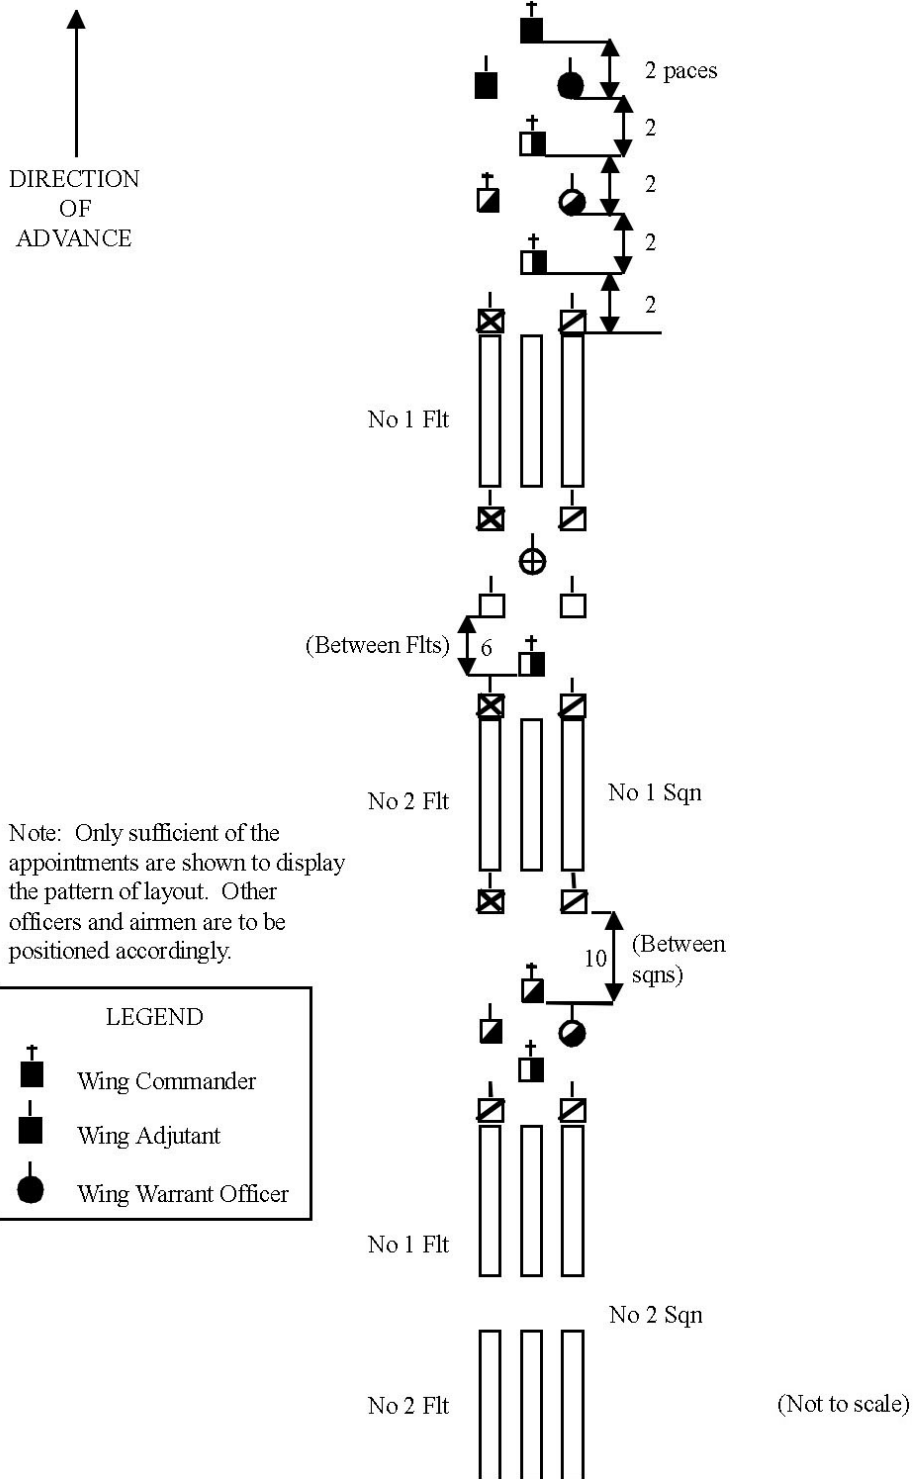 2 paces
2
DIRECTION
OF
ADVANCE
2
2
2
No 1 Flt
(Between Flts)
6
No 2 Flt
No 1 Sqn
Note: Only sufficient of the
appointments are shown to display
the pattern of layout. Other
officers and airmen are to be
positioned accordingly.
10
(Between
sqns)
LEGEND
Wing Commander
Wing Adjutant
Wing Warrant Officer
No 1 Flt
No 2 Sqn
No 2 Flt
(Not to scale)